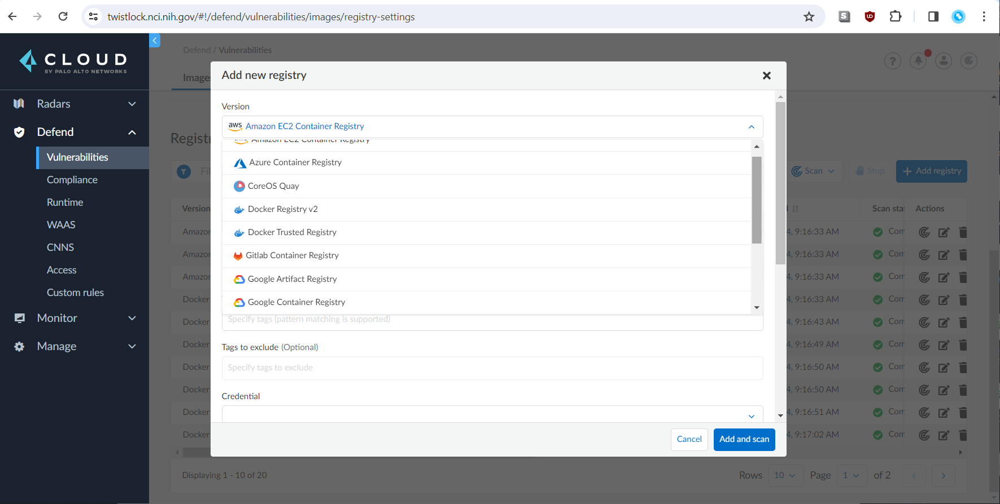 twistlock.nci.nih.gov/#!/defend/vulnerabilities/images/registry-settings
CLOUD
BY PALO ALTO NETWORKS
Radars
Defend
Vulnerabilities
Compliance
Runtime
WAAS
CNNS
Access
Custom rules
Monitor
Manage
Defend / Vulnerabilities
Images
Add new registry
Version
aws Amazon EC2 Container Registry
Amazon EC2 Container Registry
Azure Container Registry
CoreOS Quay
Docker Registry v2
Docker Trusted Registry
Gitlab Container Registry
Google Artifact Registry
Google Container Registry
Specify tags (pattern matching is supported)
Tags to exclude (Optional)
Specify tags to exclude
Credential
Cancel
Add and scan
Registr
Fil
Scan
Stop
+ Add registry
Version
Scan sta
Actions
Amazon
4, 9:16:33 AM
Com
Amazon
4, 9:16:33 AM
Com
Amazon
4, 9:16:33 AM
Com
Docker
4, 9:16:33 AM
Com
Docker
4, 9:16:43 AM
Com
Docker
4, 9:16:49 AM
Com
Docker
4, 9:16:50 AM
Com
Docker
4, 9:16:50 AM
Com
Docker
4, 9:16:51 AM
Com
Docker
4, 9:17:02 AM
Com
Displaying 1 - 10 of 20
Rows 10 Page 1 of 2